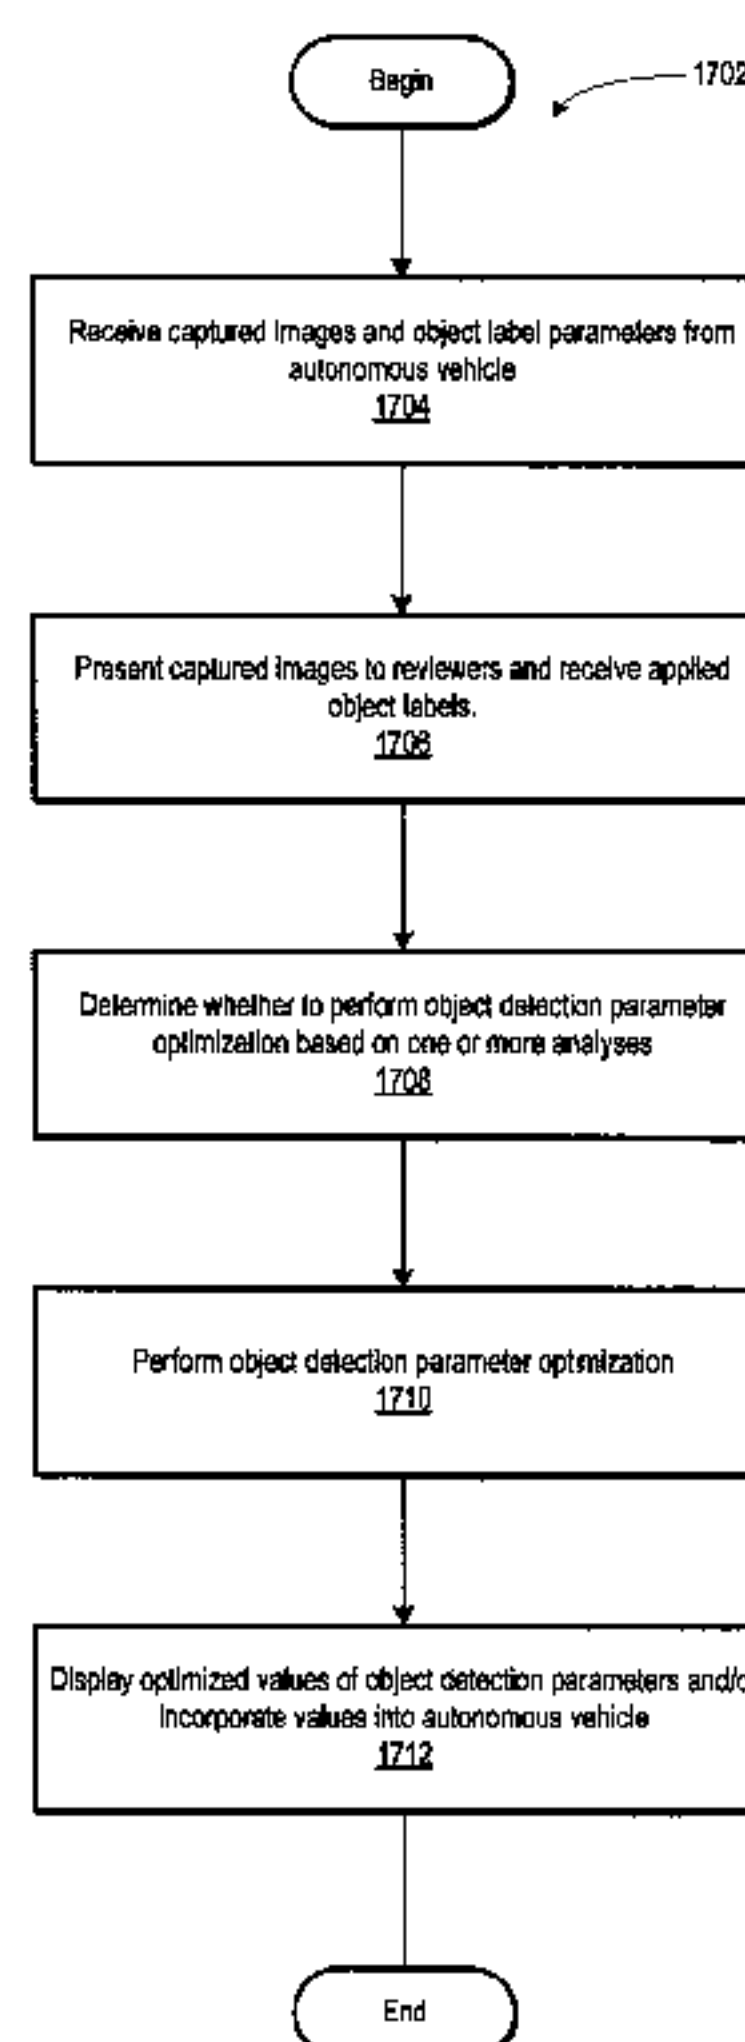 Begin
1702
Receive captured images and object label parameters from
autonomous vehicle
1704
Present captured images to reviewers and receive applied
object labels.
1706
Determine whether to perform object detection parameter
optimization based on one or more analyses
1708
Perform object detection parameter optimization
1710
Display optimized values of object detection parameters and/o
incorporate values into autonomous vehicle
1712
End